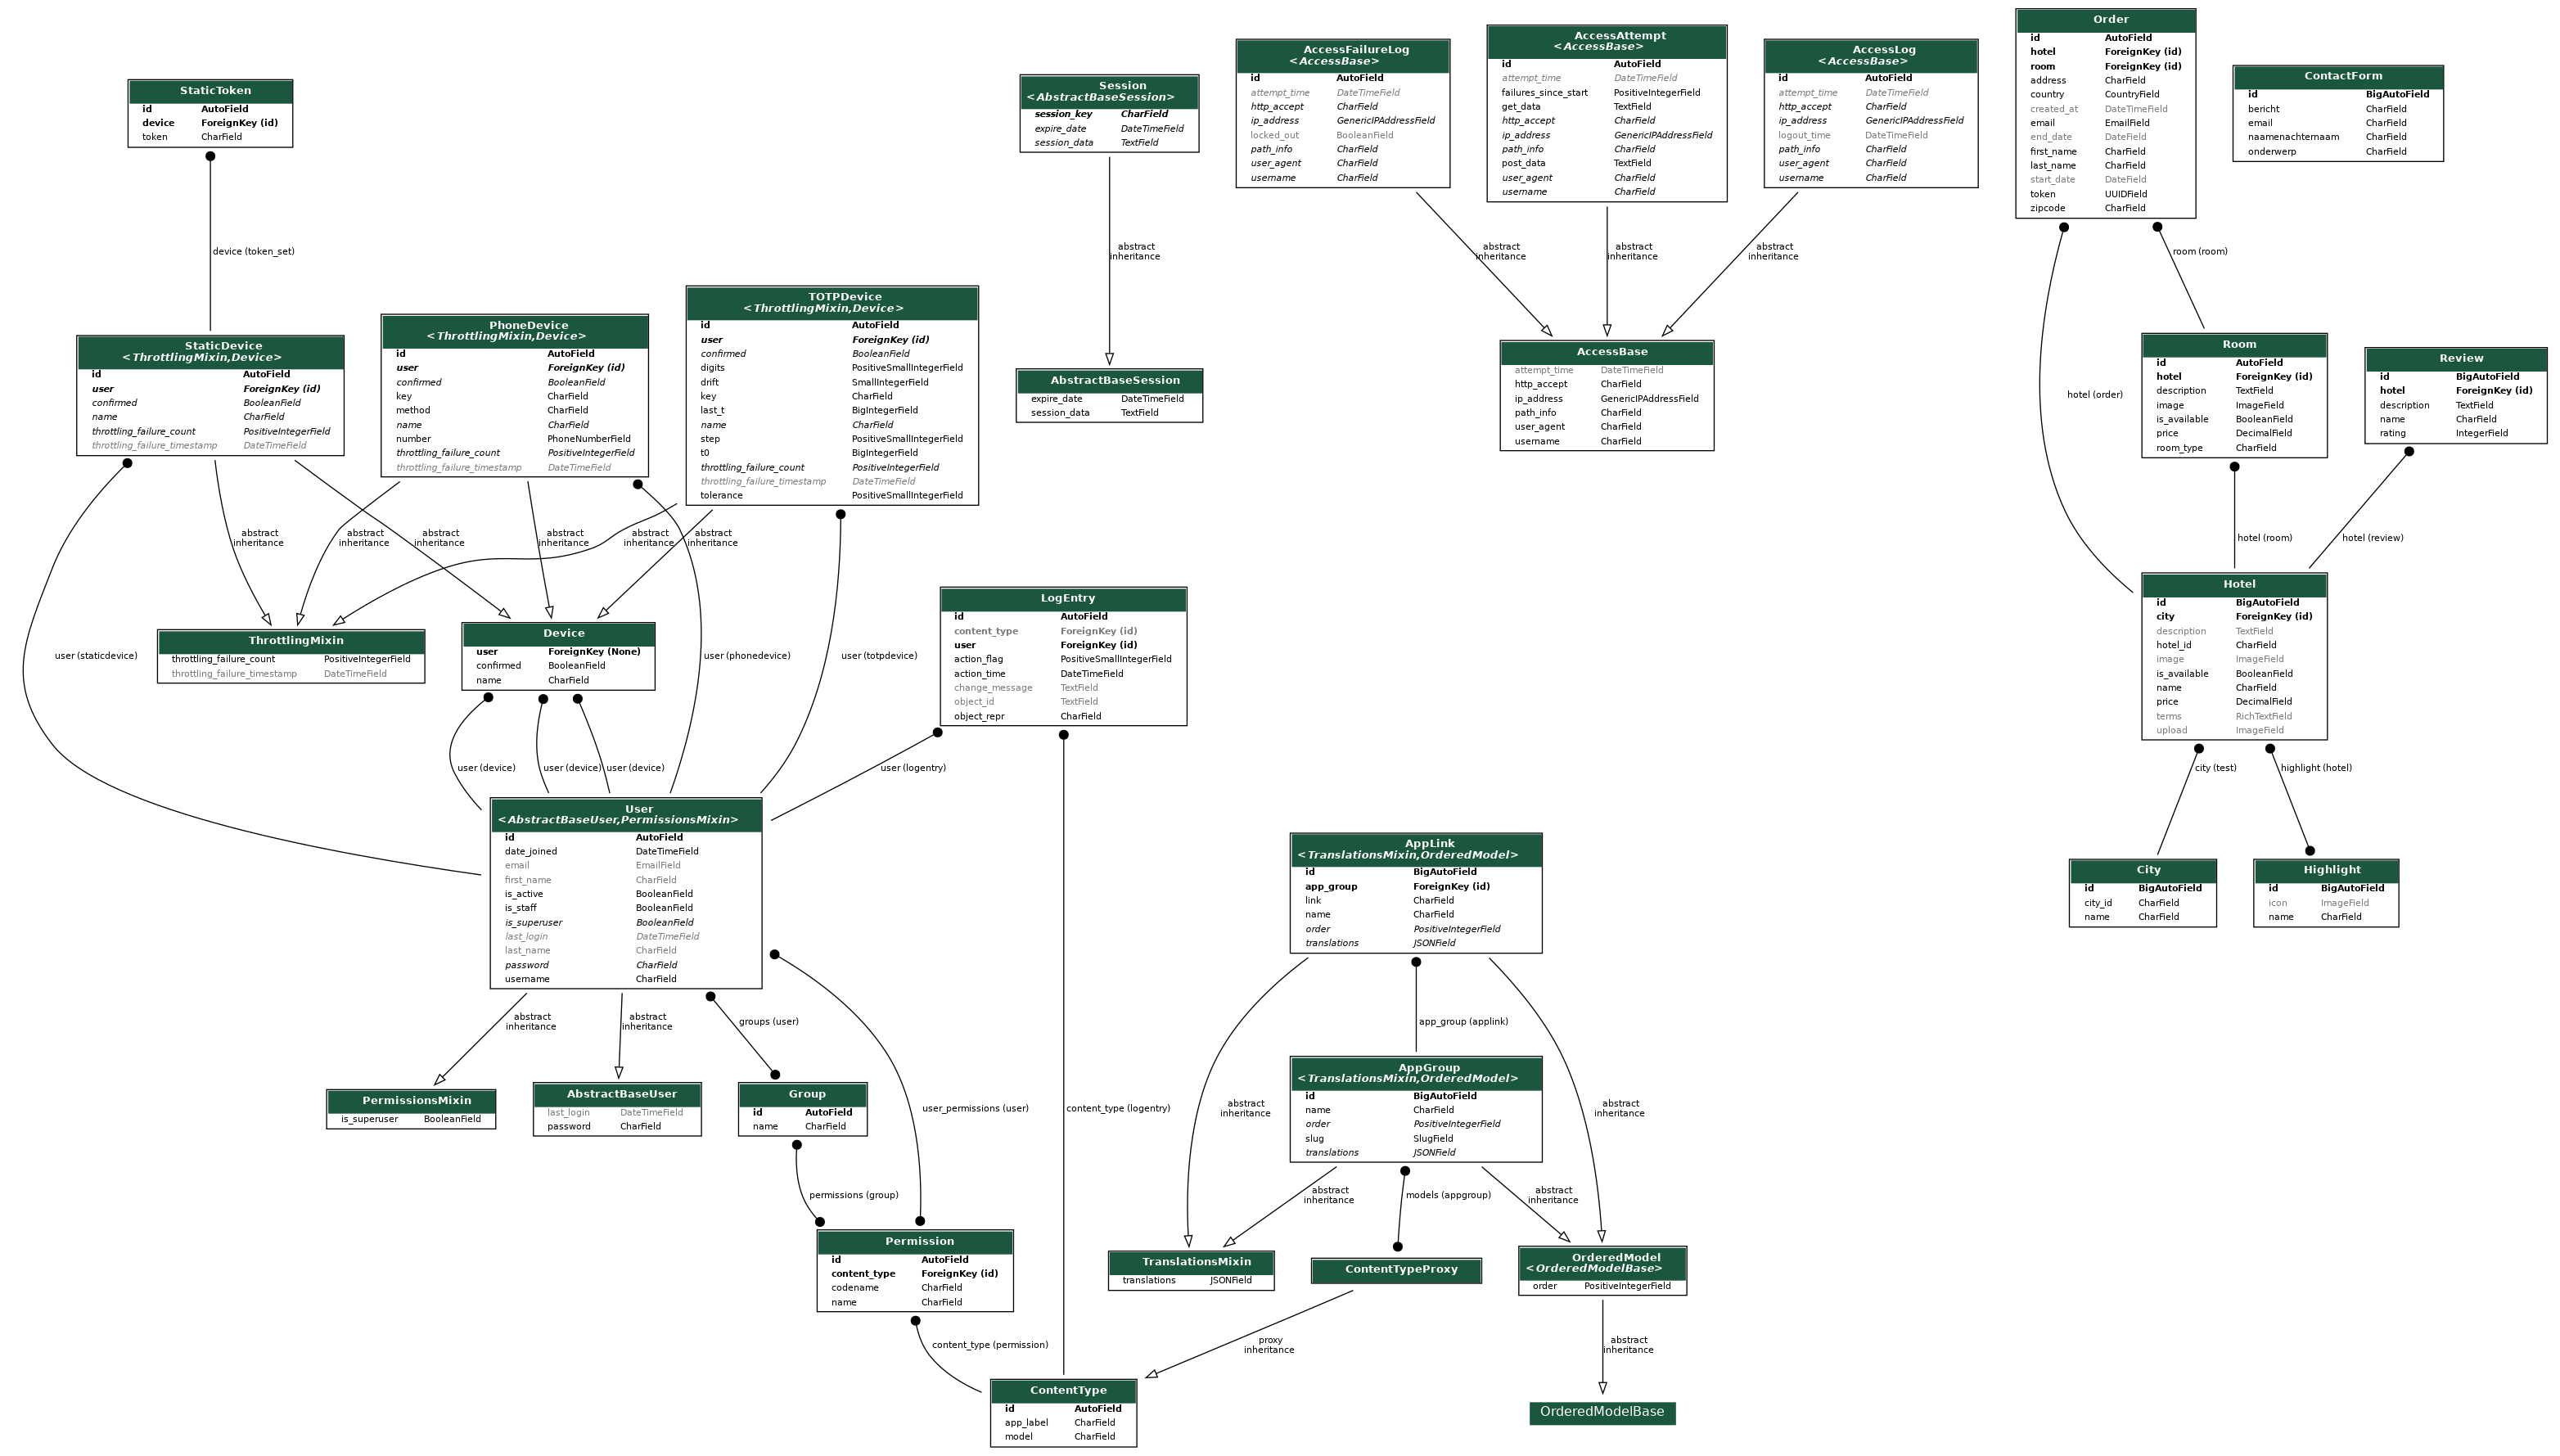 StaticToken
id AutoField
device ForeignKey (id)
token CharField
device (token_set)
Session
<AbstractBaseSession>
session_key CharField
expire_date DateTimeField
session_data TextField
abstract
inheritance
AbstractBaseSession
expire_date DateTimeField
session_data TextField
AccessFailureLog
<AccessBase>
id AutoField
attempt_time DateTimeField
http_accept CharField
ip_address GenericIPAddressField
locked_out BooleanField
path_info CharField
user_agent CharField
username CharField
abstract
inheritance
AccessAttempt
<AccessBase>
id AutoField
attempt_time DateTimeField
failures_since_start PositiveIntegerField
get_data TextField
http_accept CharField
ip_address GenericIPAddressField
path_info CharField
post_data TextField
user_agent CharField
username CharField
abstract
inheritance
AccessLog
<AccessBase>
id AutoField
attempt_time DateTimeField
http_accept CharField
ip_address GenericIPAddressField
logout_time DateTimeField
path_info CharField
user_agent CharField
username CharField
abstract
inheritance
AccessBase
attempt_time DateTimeField
http_accept CharField
ip_address GenericIPAddressField
path_info CharField
user_agent CharField
username CharField
Order
id AutoField
hotel ForeignKey (id)
room ForeignKey (id)
address CharField
country CountryField
created_at DateTimeField
email EmailField
end_date DateField
first_name CharField
last_name CharField
start_date DateField
token UUIDField
zipcode CharField
ContactForm
id BigAutoField
bericht CharField
email CharField
naamenachternaam CharField
onderwerp CharField
room (room)
hotel (order)
Room
id AutoField
hotel ForeignKey (id)
description TextField
image ImageField
is_available BooleanField
price DecimalField
room_type CharField
Review
id BigAutoField
hotel ForeignKey (id)
description TextField
name CharField
rating IntegerField
hotel (room)
hotel (review)
Hotel
id BigAutoField
city ForeignKey (id)
description TextField
hotel_id CharField
image ImageField
is_available BooleanField
name CharField
price DecimalField
terms RichTextField
upload ImageField
city (test)
highlight (hotel)
City
id BigAutoField
city_id CharField
name CharField
Highlight
id BigAutoField
icon ImageField
name CharField
StaticDevice
<ThrottlingMixin,Device>
id AutoField
user ForeignKey (id)
confirmed BooleanField
name CharField
throttling_failure_count PositiveIntegerField
throttling_failure_timestamp DateTimeField
PhoneDevice
<ThrottlingMixin,Device>
id AutoField
user ForeignKey (id)
confirmed BooleanField
key CharField
method CharField
name CharField
number PhoneNumberField
throttling_failure_count PositiveIntegerField
throttling_failure_timestamp DateTimeField
TOTPDevice
<ThrottlingMixin,Device>
id AutoField
user ForeignKey (id)
confirmed BooleanField
digits PositiveSmallIntegerField
drift SmallIntegerField
key CharField
last_t BigIntegerField
name CharField
step PositiveSmallIntegerField
t0 BigIntegerField
throttling_failure_count PositiveIntegerField
throttling_failure_timestamp DateTimeField
tolerance PositiveSmallIntegerField
abstract
inheritance
abstract
inheritance
abstract
inheritance
abstract
inheritance
abstract
inheritance
abstract
inheritance
user (staticdevice)
ThrottlingMixin
throttling_failure_count PositiveIntegerField
throttling_failure_timestamp DateTimeField
Device
user ForeignKey (None)
confirmed BooleanField
name CharField
user (phonedevice)
user (totpdevice)
LogEntry
id AutoField
content_type ForeignKey (id)
user ForeignKey (id)
action_flag PositiveSmallIntegerField
action_time DateTimeField
change_message TextField
object_id TextField
object_repr CharField
user (device)
user (device)
user (device)
user (logentry)
User
<AbstractBaseUser,PermissionsMixin>
id AutoField
date_joined DateTimeField
email EmailField
first_name CharField
is_active BooleanField
is_staff BooleanField
is_superuser BooleanField
last_login DateTimeField
last_name CharField
password CharField
username CharField
abstract
inheritance
abstract
inheritance
groups (user)
PermissionsMixin
is_superuser BooleanField
AbstractBaseUser
last_login DateTimeField
password CharField
Group
id AutoField
name CharField
user_permissions (user)
content_type (logentry)
permissions (group)
Permission
id AutoField
content_type ForeignKey (id)
codename CharField
name CharField
content_type (permission)
AppLink
<TranslationsMixin,OrderedModel>
id BigAutoField
app_group ForeignKey (id)
link CharField
name CharField
order PositiveIntegerField
translations JSONField
app_group (applink)
AppGroup
<TranslationsMixin,OrderedModel>
id BigAutoField
name CharField
order PositiveIntegerField
slug SlugField
translations JSONField
abstract
inheritance
abstract
inheritance
abstract
inheritance
models (appgroup)
abstract
inheritance
TranslationsMixin
translations JSONField
ContentTypeProxy
OrderedModel
<OrderedModelBase>
order PositiveIntegerField
proxy
inheritance
abstract
inheritance
ContentType
id AutoField
app_label CharField
model CharField
OrderedModelBase